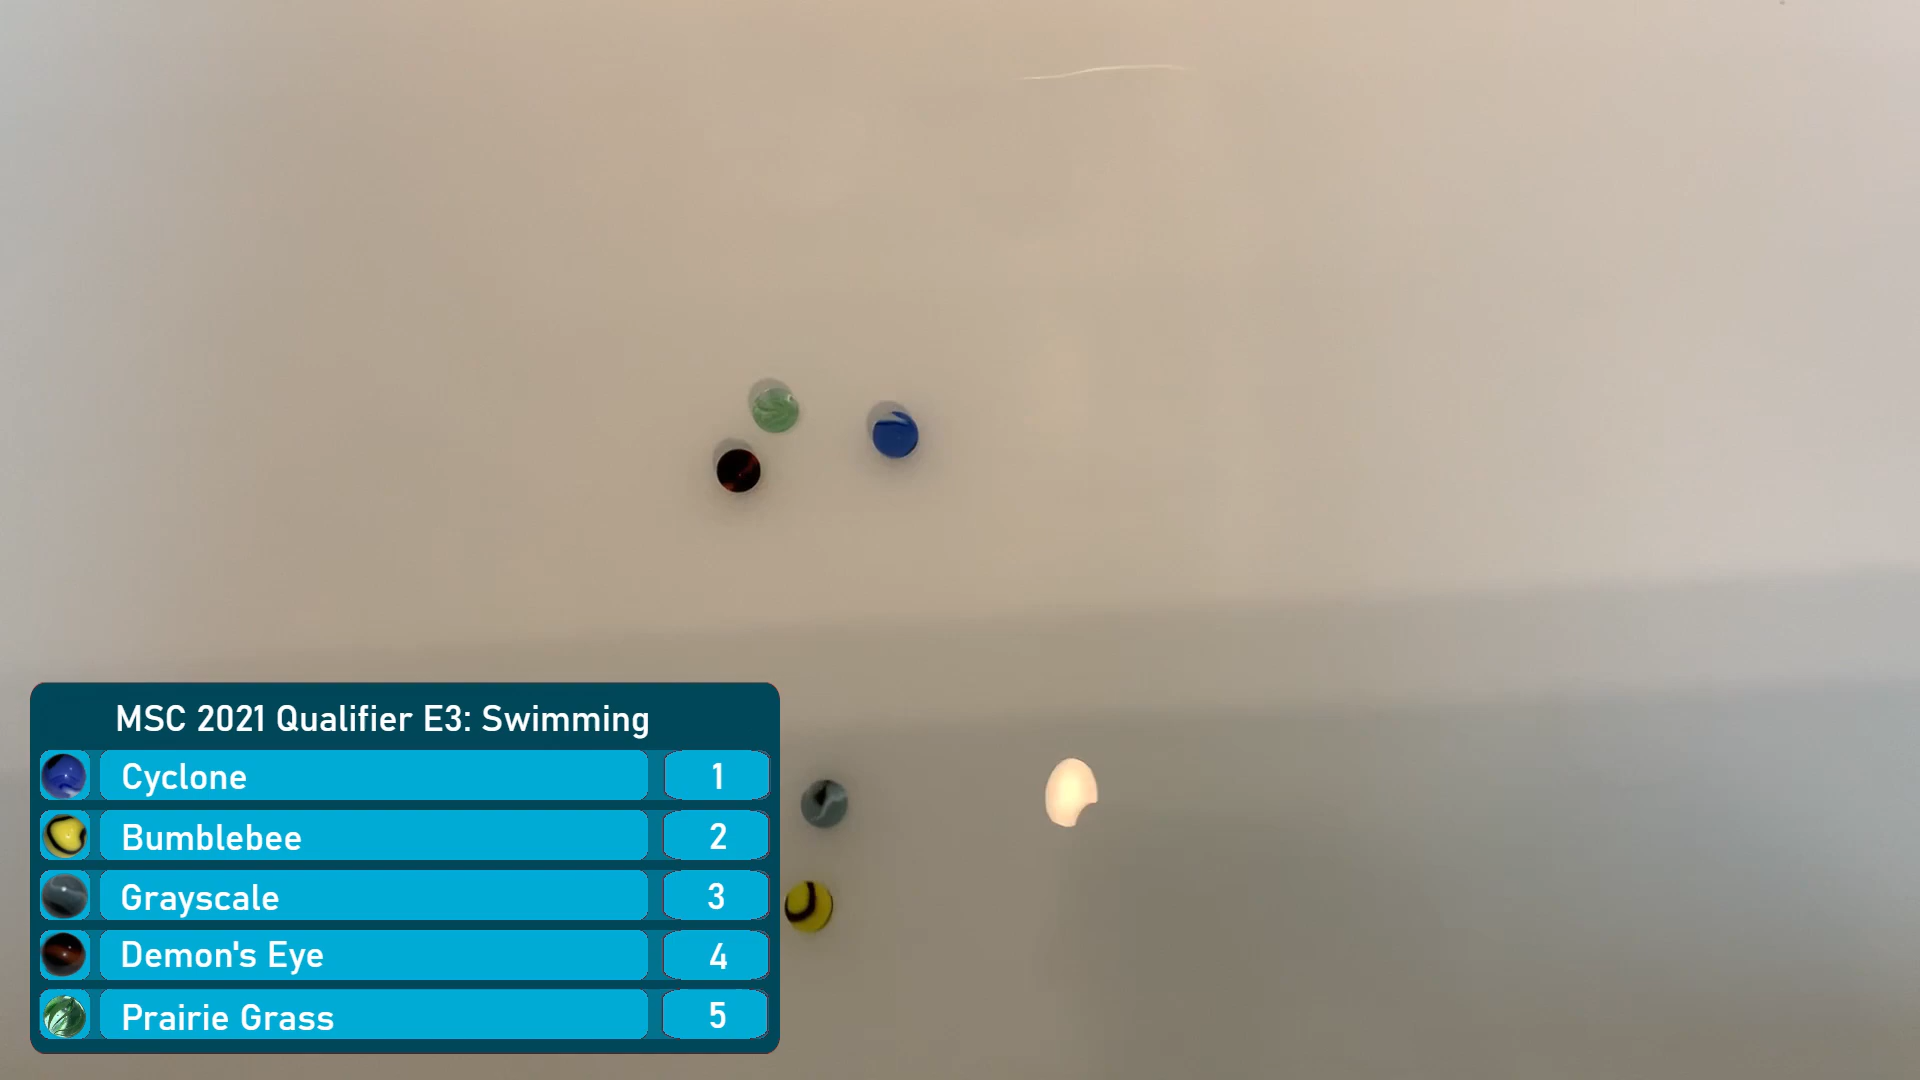 MSC 2021 Qualifier E3: Swimming
Cyclone 1
Bumblebee 2
Grayscale 3
Demon's Eye 4
Prairie Grass 5